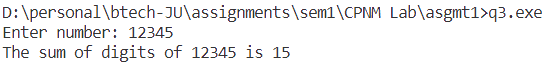 D:\personal\btech-JU\assignments\sem1\CPNM Lab\asgmt1>q3.exe
Enter number: 12345
The sum of digits of 12345 is 15